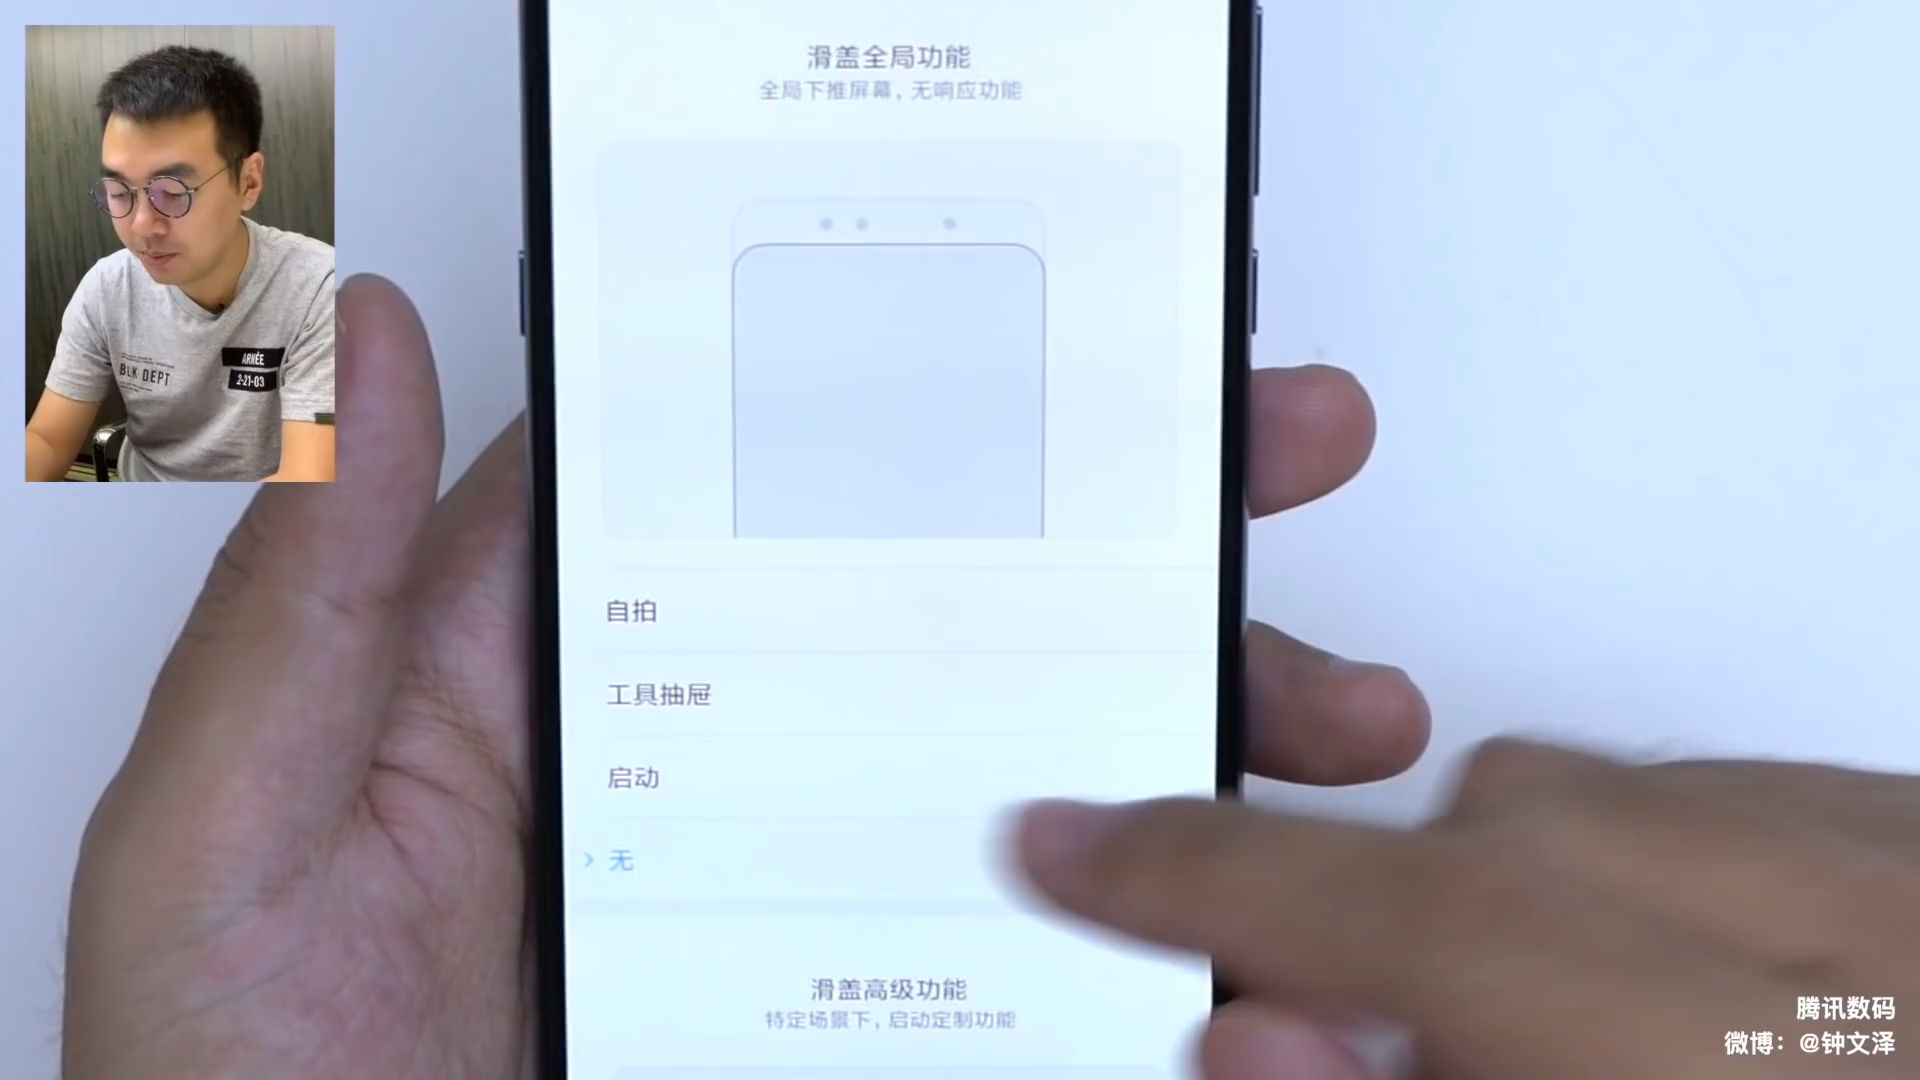 滑盖全局功能
全局下推屏幕，无响应功能
ARNÉE
BLK DEPT
2-21-03
自拍
工具抽屉
启动
无
滑盖高级功能
特定场景下，启动定制功能
腾讯数码
微博：@钟文泽